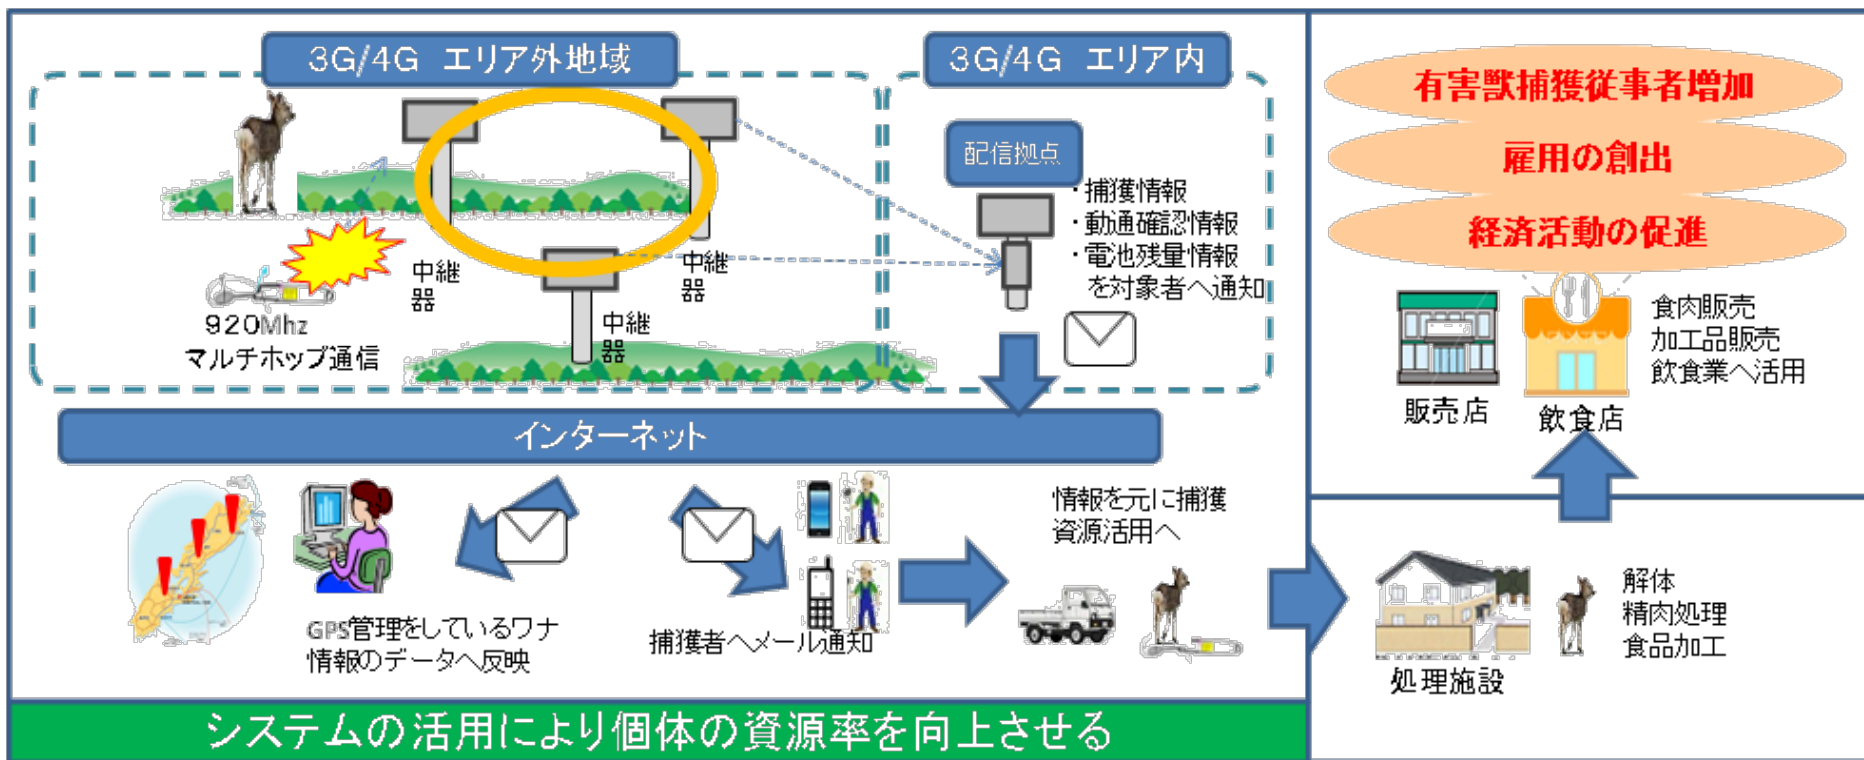 3G/4G エリア外地域
3G/4G エリア内
配信拠点
・捕獲情報
・動通確認情報
・電池残量情報
を対象者へ通知
中継
器
中継
器
中継
器
920Mhz
マルチホップ通信
インターネット
GPS管理をしているワナ
情報のデータへ反映
捕獲者へメール通知
情報を元に捕獲
資源活用へ
システムの活用により個体の資源率を向上させる
有害獣捕獲従事者増加
雇用の創出
経済活動の促進
食肉販売
加工品販売
飲食業へ活用
販売店
飲食店
解体
精肉処理
食品加工
処理施設